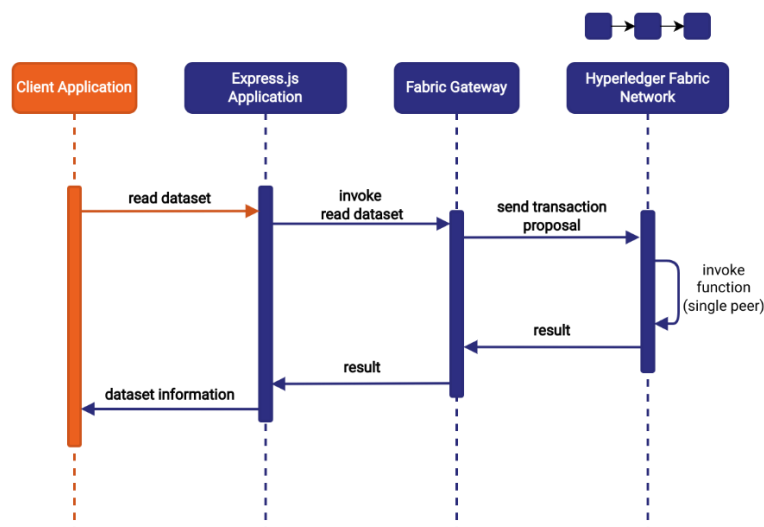 Client Application
Express.js
Application
Fabric Gateway
Hyperledger Fabric
Network
read dataset
invoke
read dataset
send transaction
proposal
invoke
function
(single peer)
result
result
dataset information